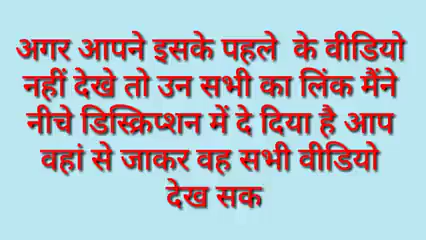 अगर आपने इसके पहले के वीडियो
नहीं देखे तो उन सभी का लिंक मैंने
नीचे डिस्क्रिप्शन में दे दिया है आप
वहां से जाकर वह सभी वीडियो
देख सक